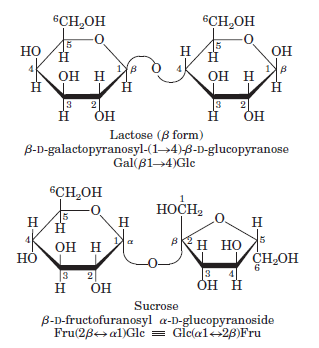 ⁶CH₂OH ⁶CH₂OH
5 O 5 O
HO H H H OH
4 OH H 1 β O 4 OH H 1 β
H H H
3 2 3 2
H OH H OH
Lactose (β form)
β-D-galactopyranosyl-(1→4)-β-D-glucopyranose
Gal(β1→4)Glc
⁶CH₂OH
5 O 1
H H H HOCH₂ O H
4 OH H 1 α β 2 H HO 5
HO O CH₂OH
3 2 3 4 6
H OH OH H
Sucrose
β-D-fructofuranosyl α-D-glucopyranoside
Fru(2β↔α1)Glc ≡ Glc(α1↔2β)Fru